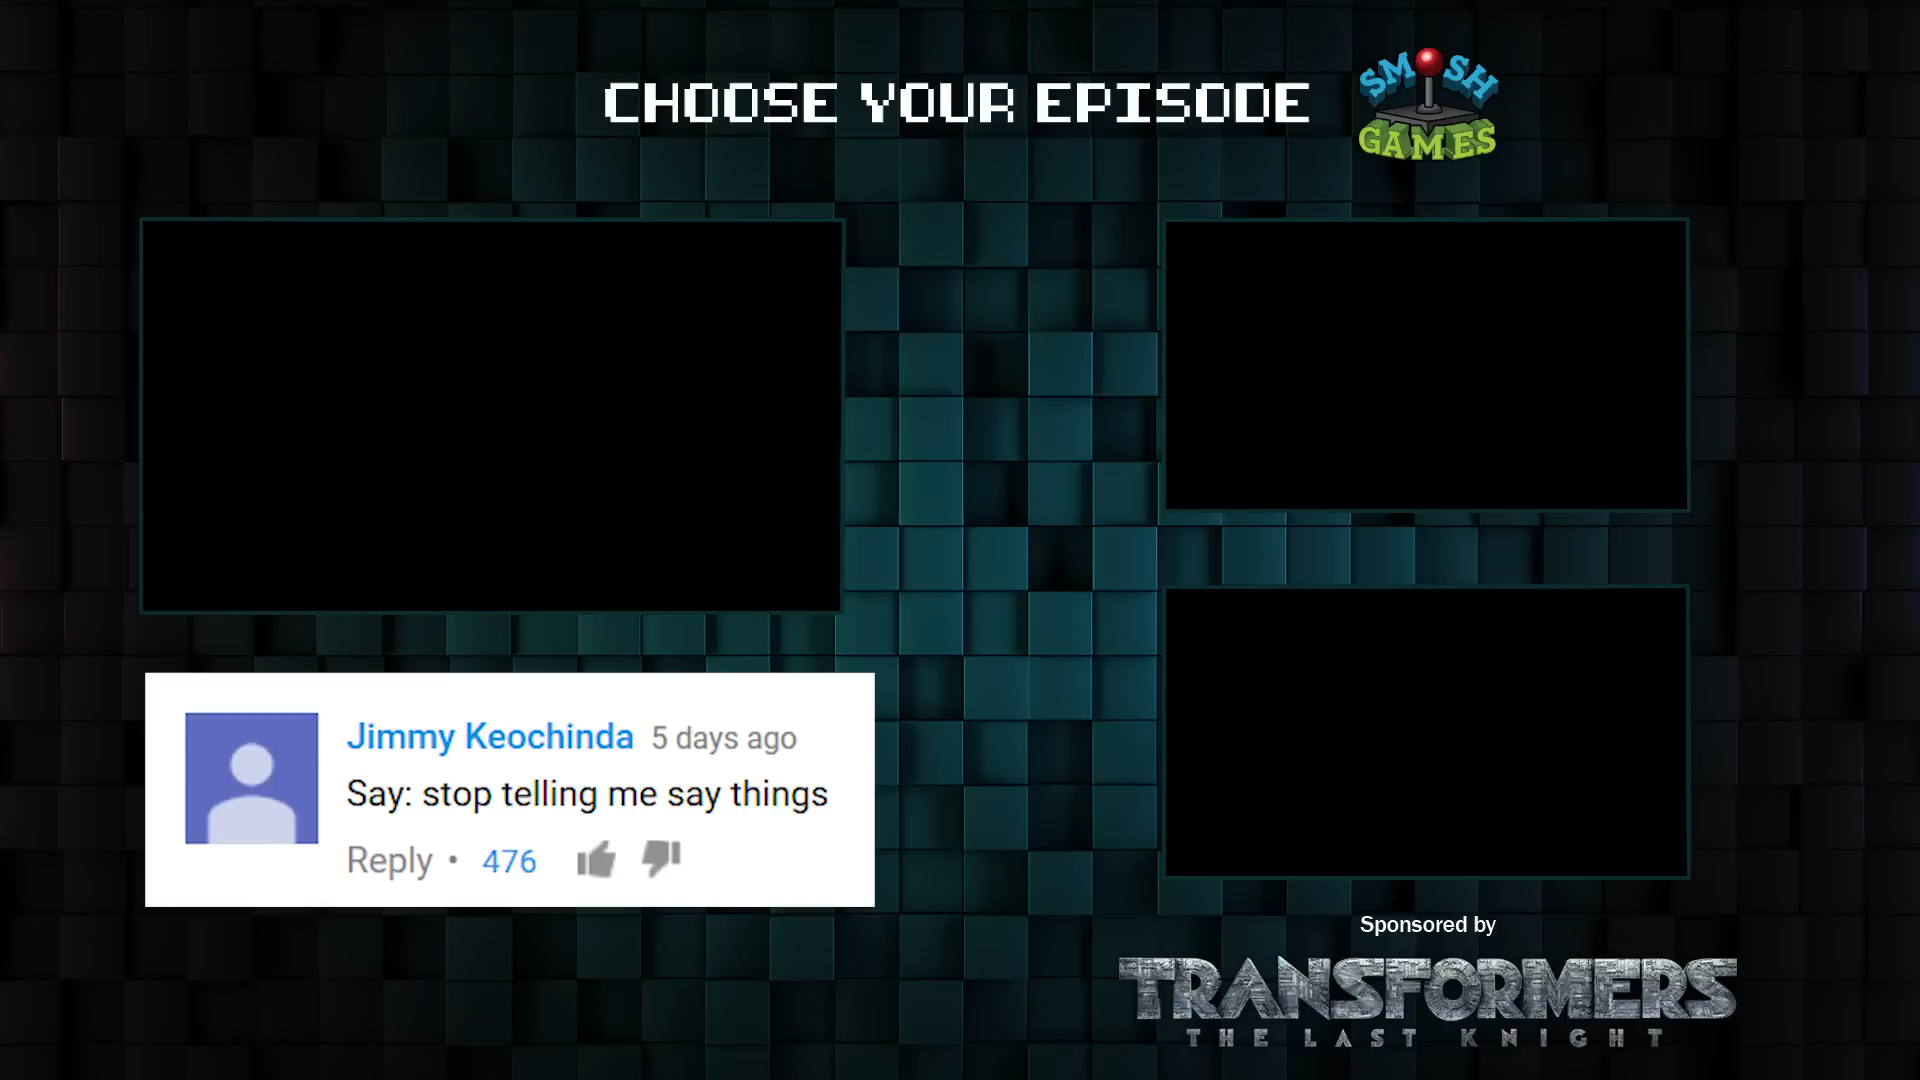 CHOOSE YOUR EPISODE
SMOSH
GAMES
Jimmy Keochinda 5 days ago
Say: stop telling me say things
Reply • 476
Sponsored by
TRANSFORMERS
THE LAST KNIGHT